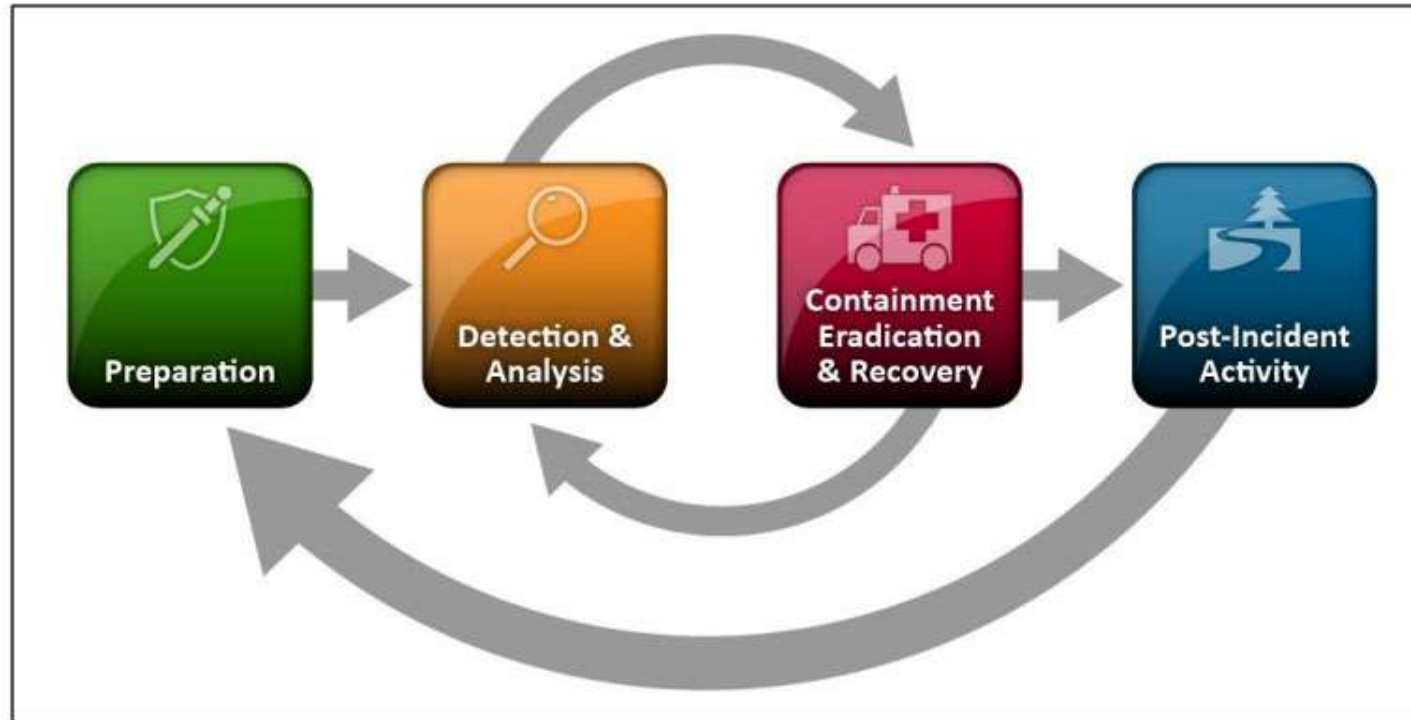 Preparation
Detection &
Analysis
Containment
Eradication
& Recovery
Post-Incident
Activity